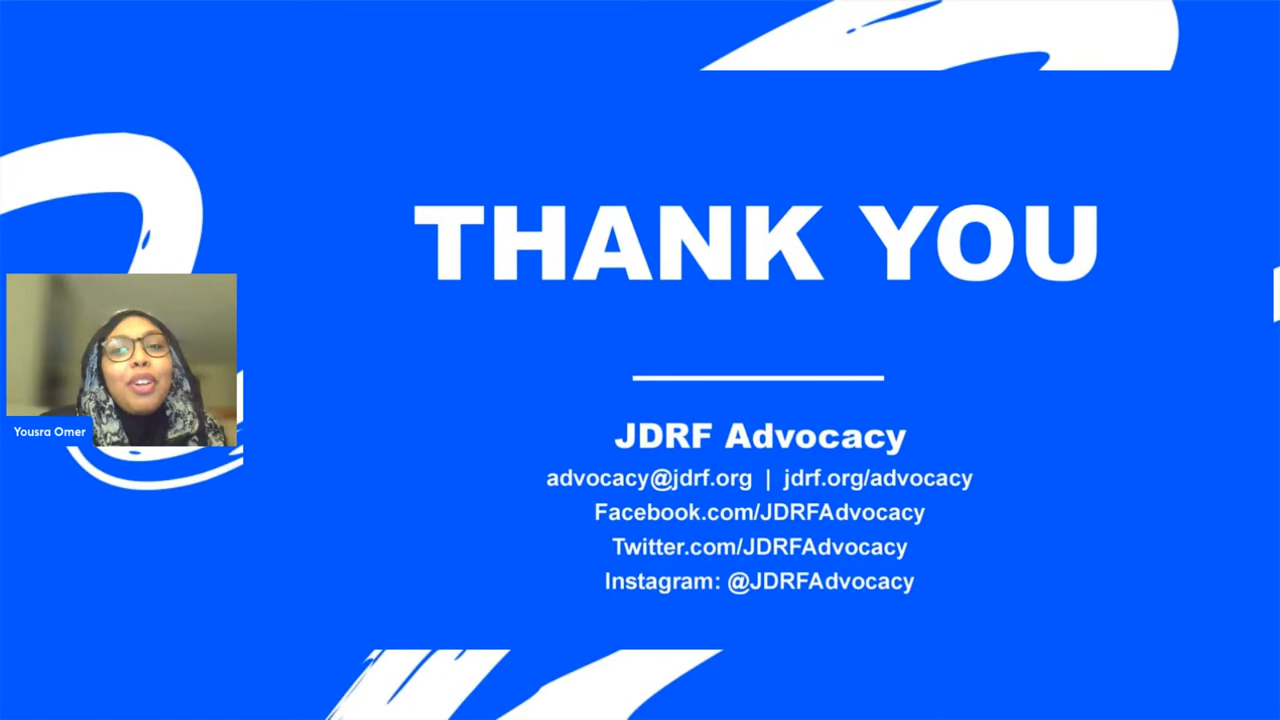 THANK YOU
Yousra Omer
JDRF Advocacy
advocacy@jdrf.org | jdrf.org/advocacy
Facebook.com/JDRFAdvocacy
Twitter.com/JDRFAdvocacy
Instagram: @JDRFAdvocacy